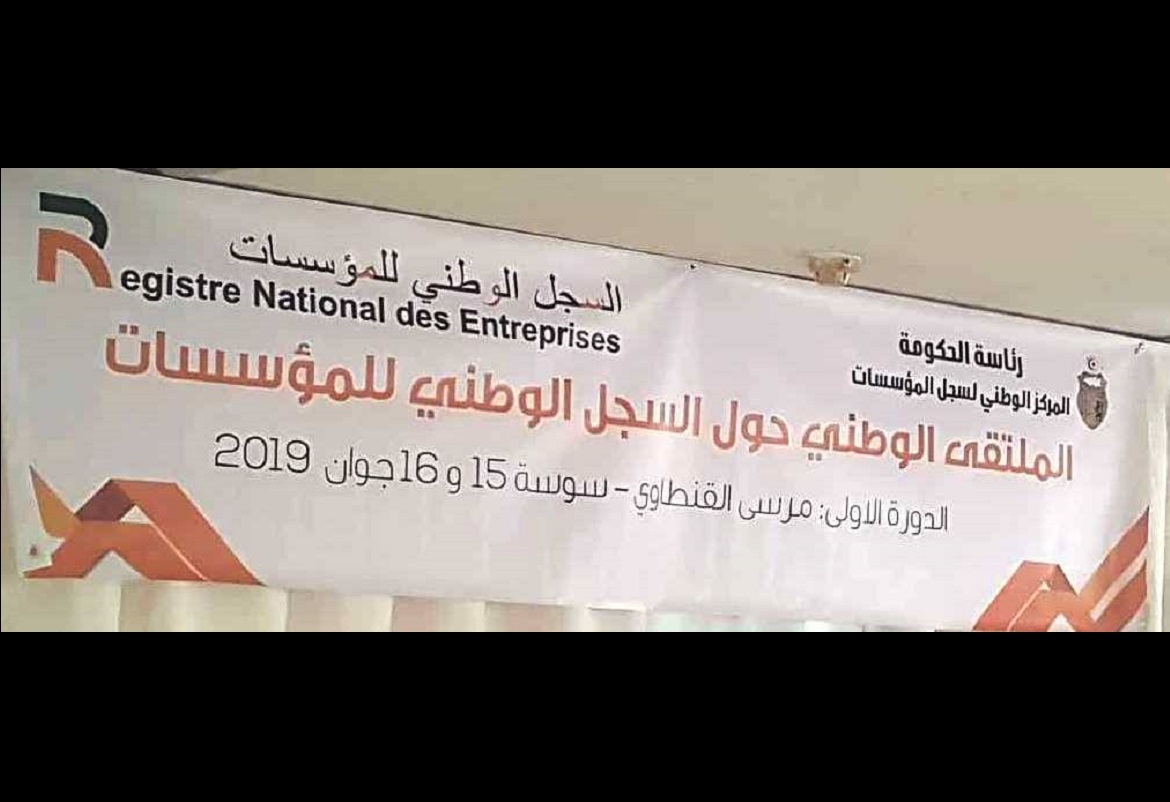 السجل الوطني للمؤسسات
Registre National des Entreprises
رئاسة الحكومة
المركز الوطني لسجل المؤسسات
الملتقى الوطني حول السجل الوطني للمؤسسات
الدورة الاولى: مرسى القنطاوي - سوسة 15 و 16 جوان 2019